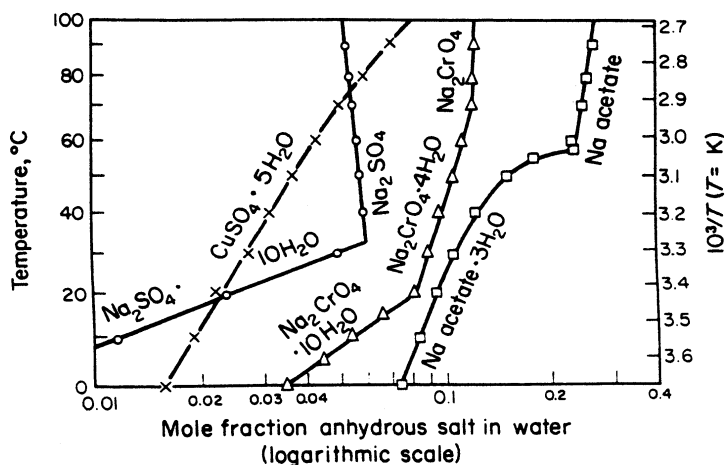 100
80
60
40
20
0
Temperature, °C
0.01
0.02
0.03
0.04
0.1
0.2
0.4
Mole fraction anhydrous salt in water
(logarithmic scale)
2.7
2.8
2.9
3.0
3.1
3.2
3.3
3.4
3.5
3.6
10³/T (T= K)
CuSO₄ · 5H₂O
Na₂SO₄
Na₂SO₄ · 10H₂O
Na₂CrO₄
Na₂CrO₄·4H₂O
Na₂CrO₄
·10H₂O
Na acetate
Na acetate·3H₂O